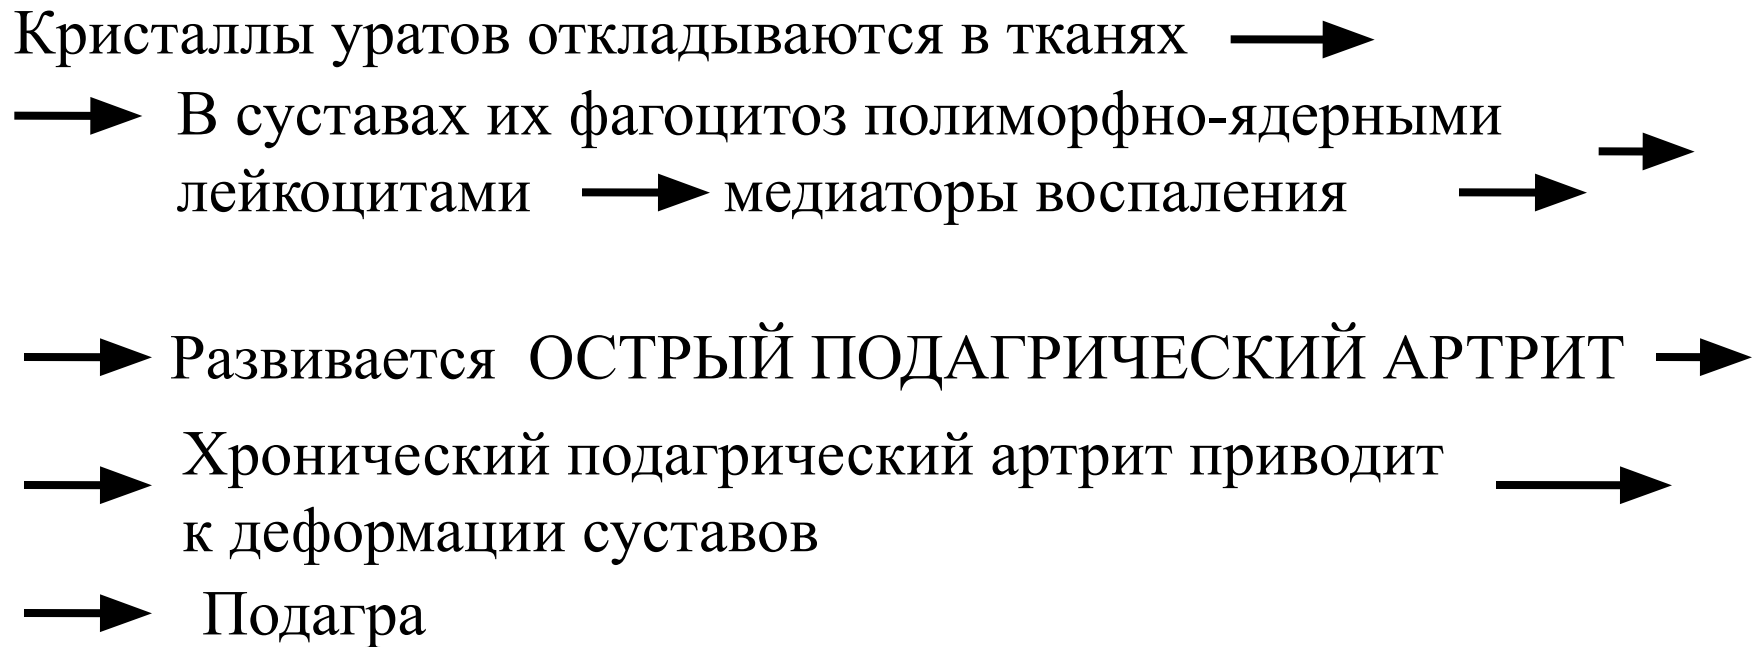 Кристаллы уратов откладываются в тканях
В суставах их фагоцитоз полиморфно-ядерными
лейкоцитами медиаторы воспаления
Развивается ОСТРЫЙ ПОДАГРИЧЕСКИЙ АРТРИТ
Хронический подагрический артрит приводит
к деформации суставов
Подагра